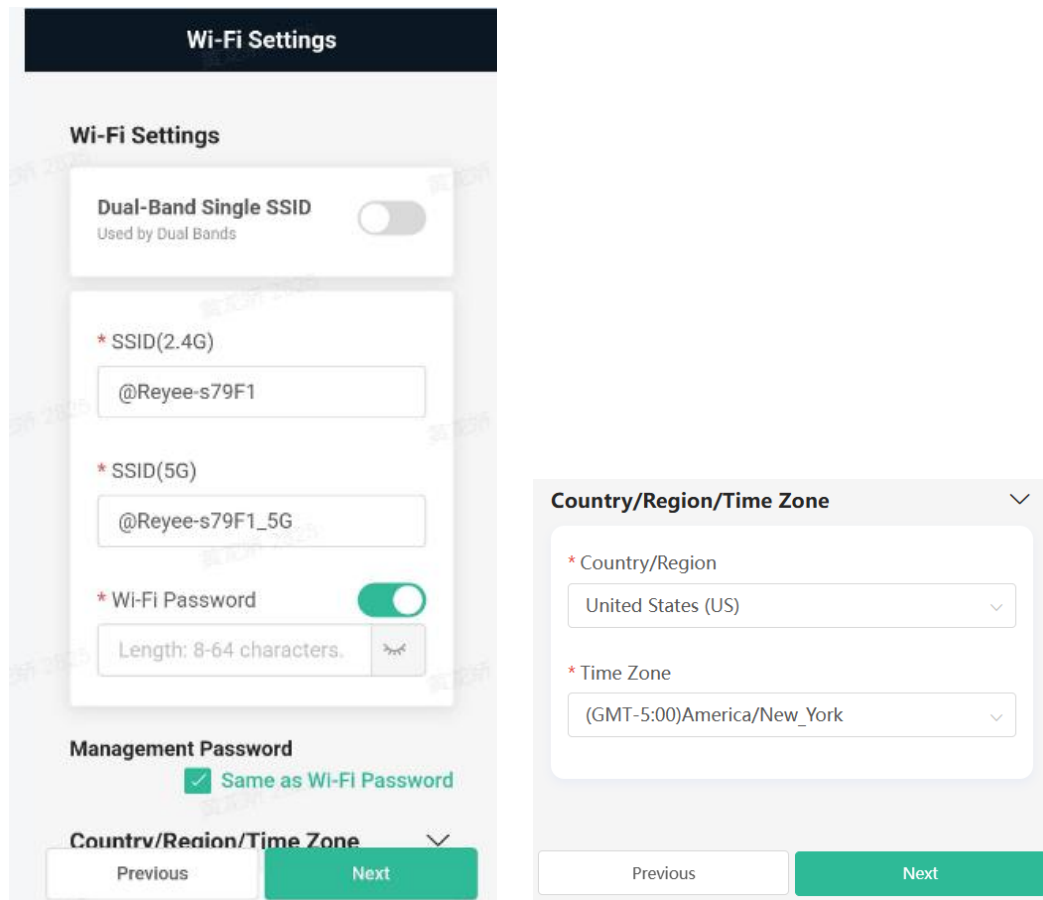 Wi-Fi Settings
Wi-Fi Settings
Dual-Band Single SSID
Used by Dual Bands
* SSID(2.4G)
@Reyee-s79F1
* SSID(5G)
@Reyee-s79F1_5G
* Wi-Fi Password
Length: 8-64 characters.
Management Password
Same as Wi-Fi Password
Country/Region/Time Zone
Previous
Next
Country/Region/Time Zone
* Country/Region
United States (US)
* Time Zone
(GMT-5:00)America/New_York
Previous
Next